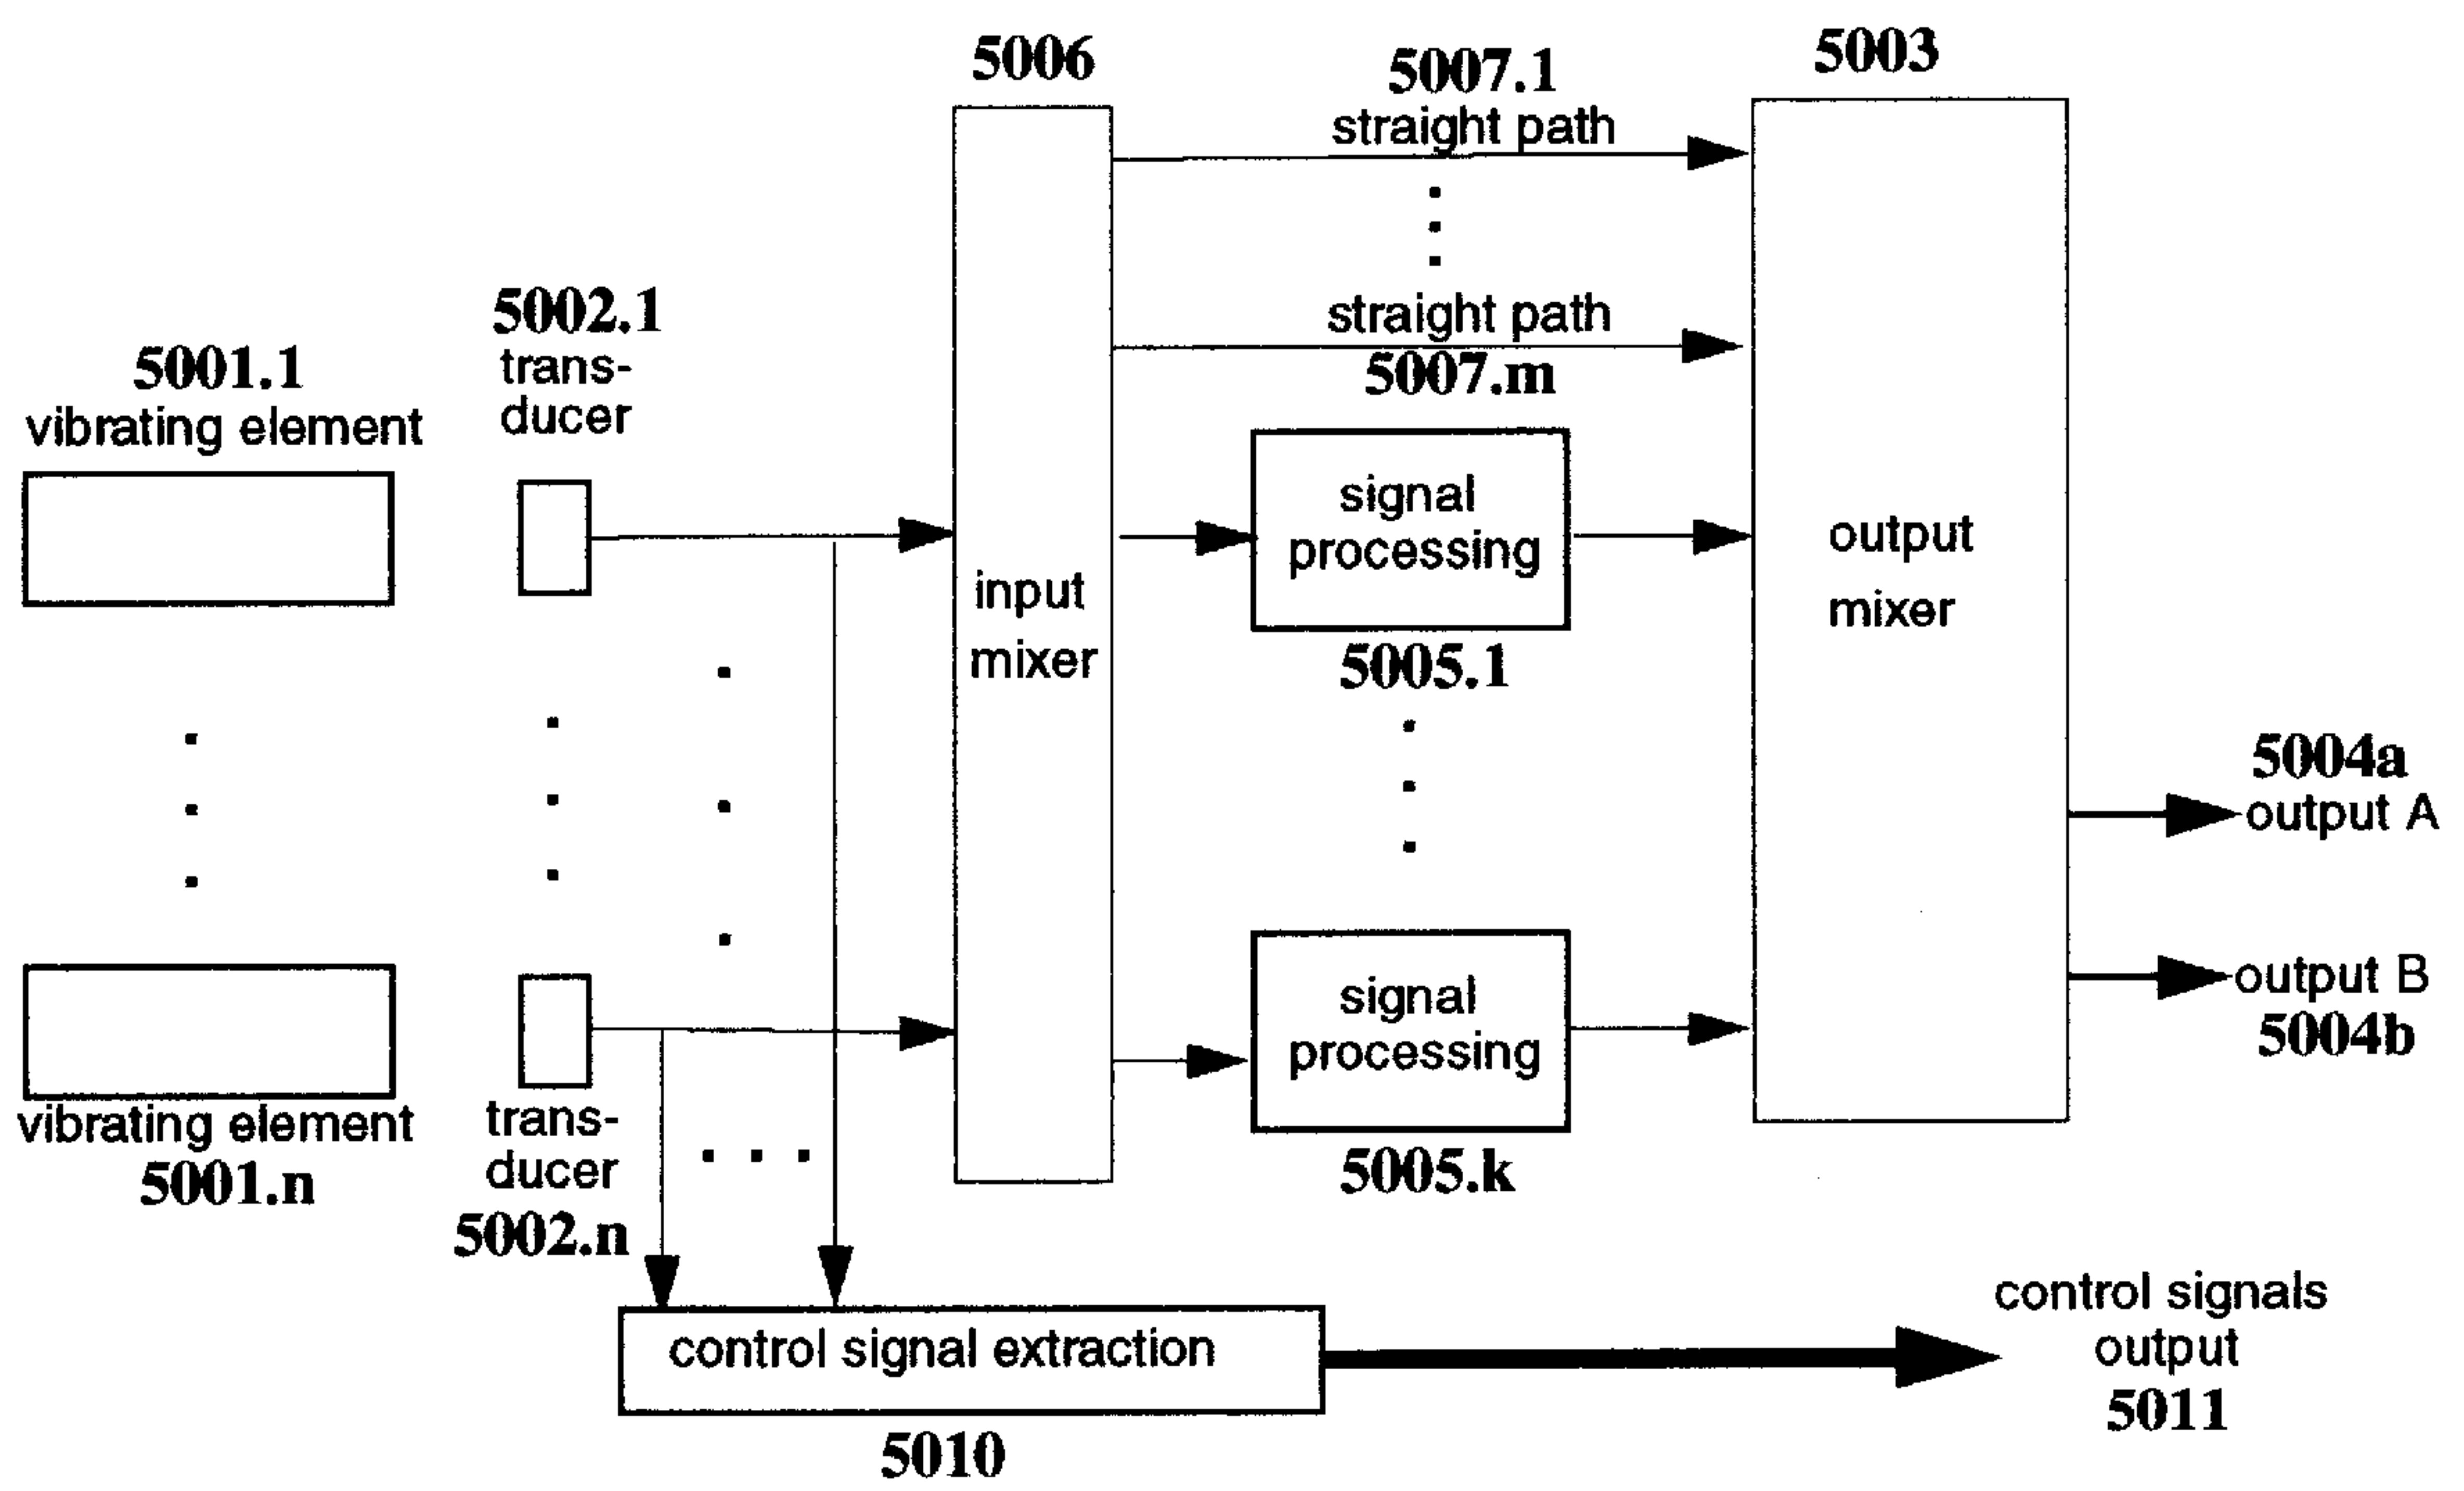 5006
5007.1
straight path
5003
straight path
5007.m
5001.1
vibrating element
5002.1
trans-
ducer
input
mixer
signal
processing
5005.1
output
mixer
5004a
output A
output B
5004b
vibrating element
5001.n
trans-
ducer
5002.n
signal
processing
5005.k
control signal extraction
5010
control signals
output
5011